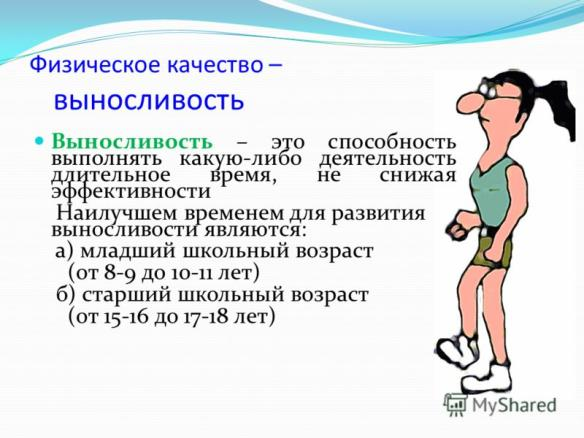 Физическое качество –
выносливость
Выносливость – это способность
выполнять какую-либо деятельность
длительное время, не снижая
эффективности
Наилучшем временем для развития
выносливости являются:
а) младший школьный возраст
(от 8-9 до 10-11 лет)
б) старший школьный возраст
(от 15-16 до 17-18 лет)
MyShared